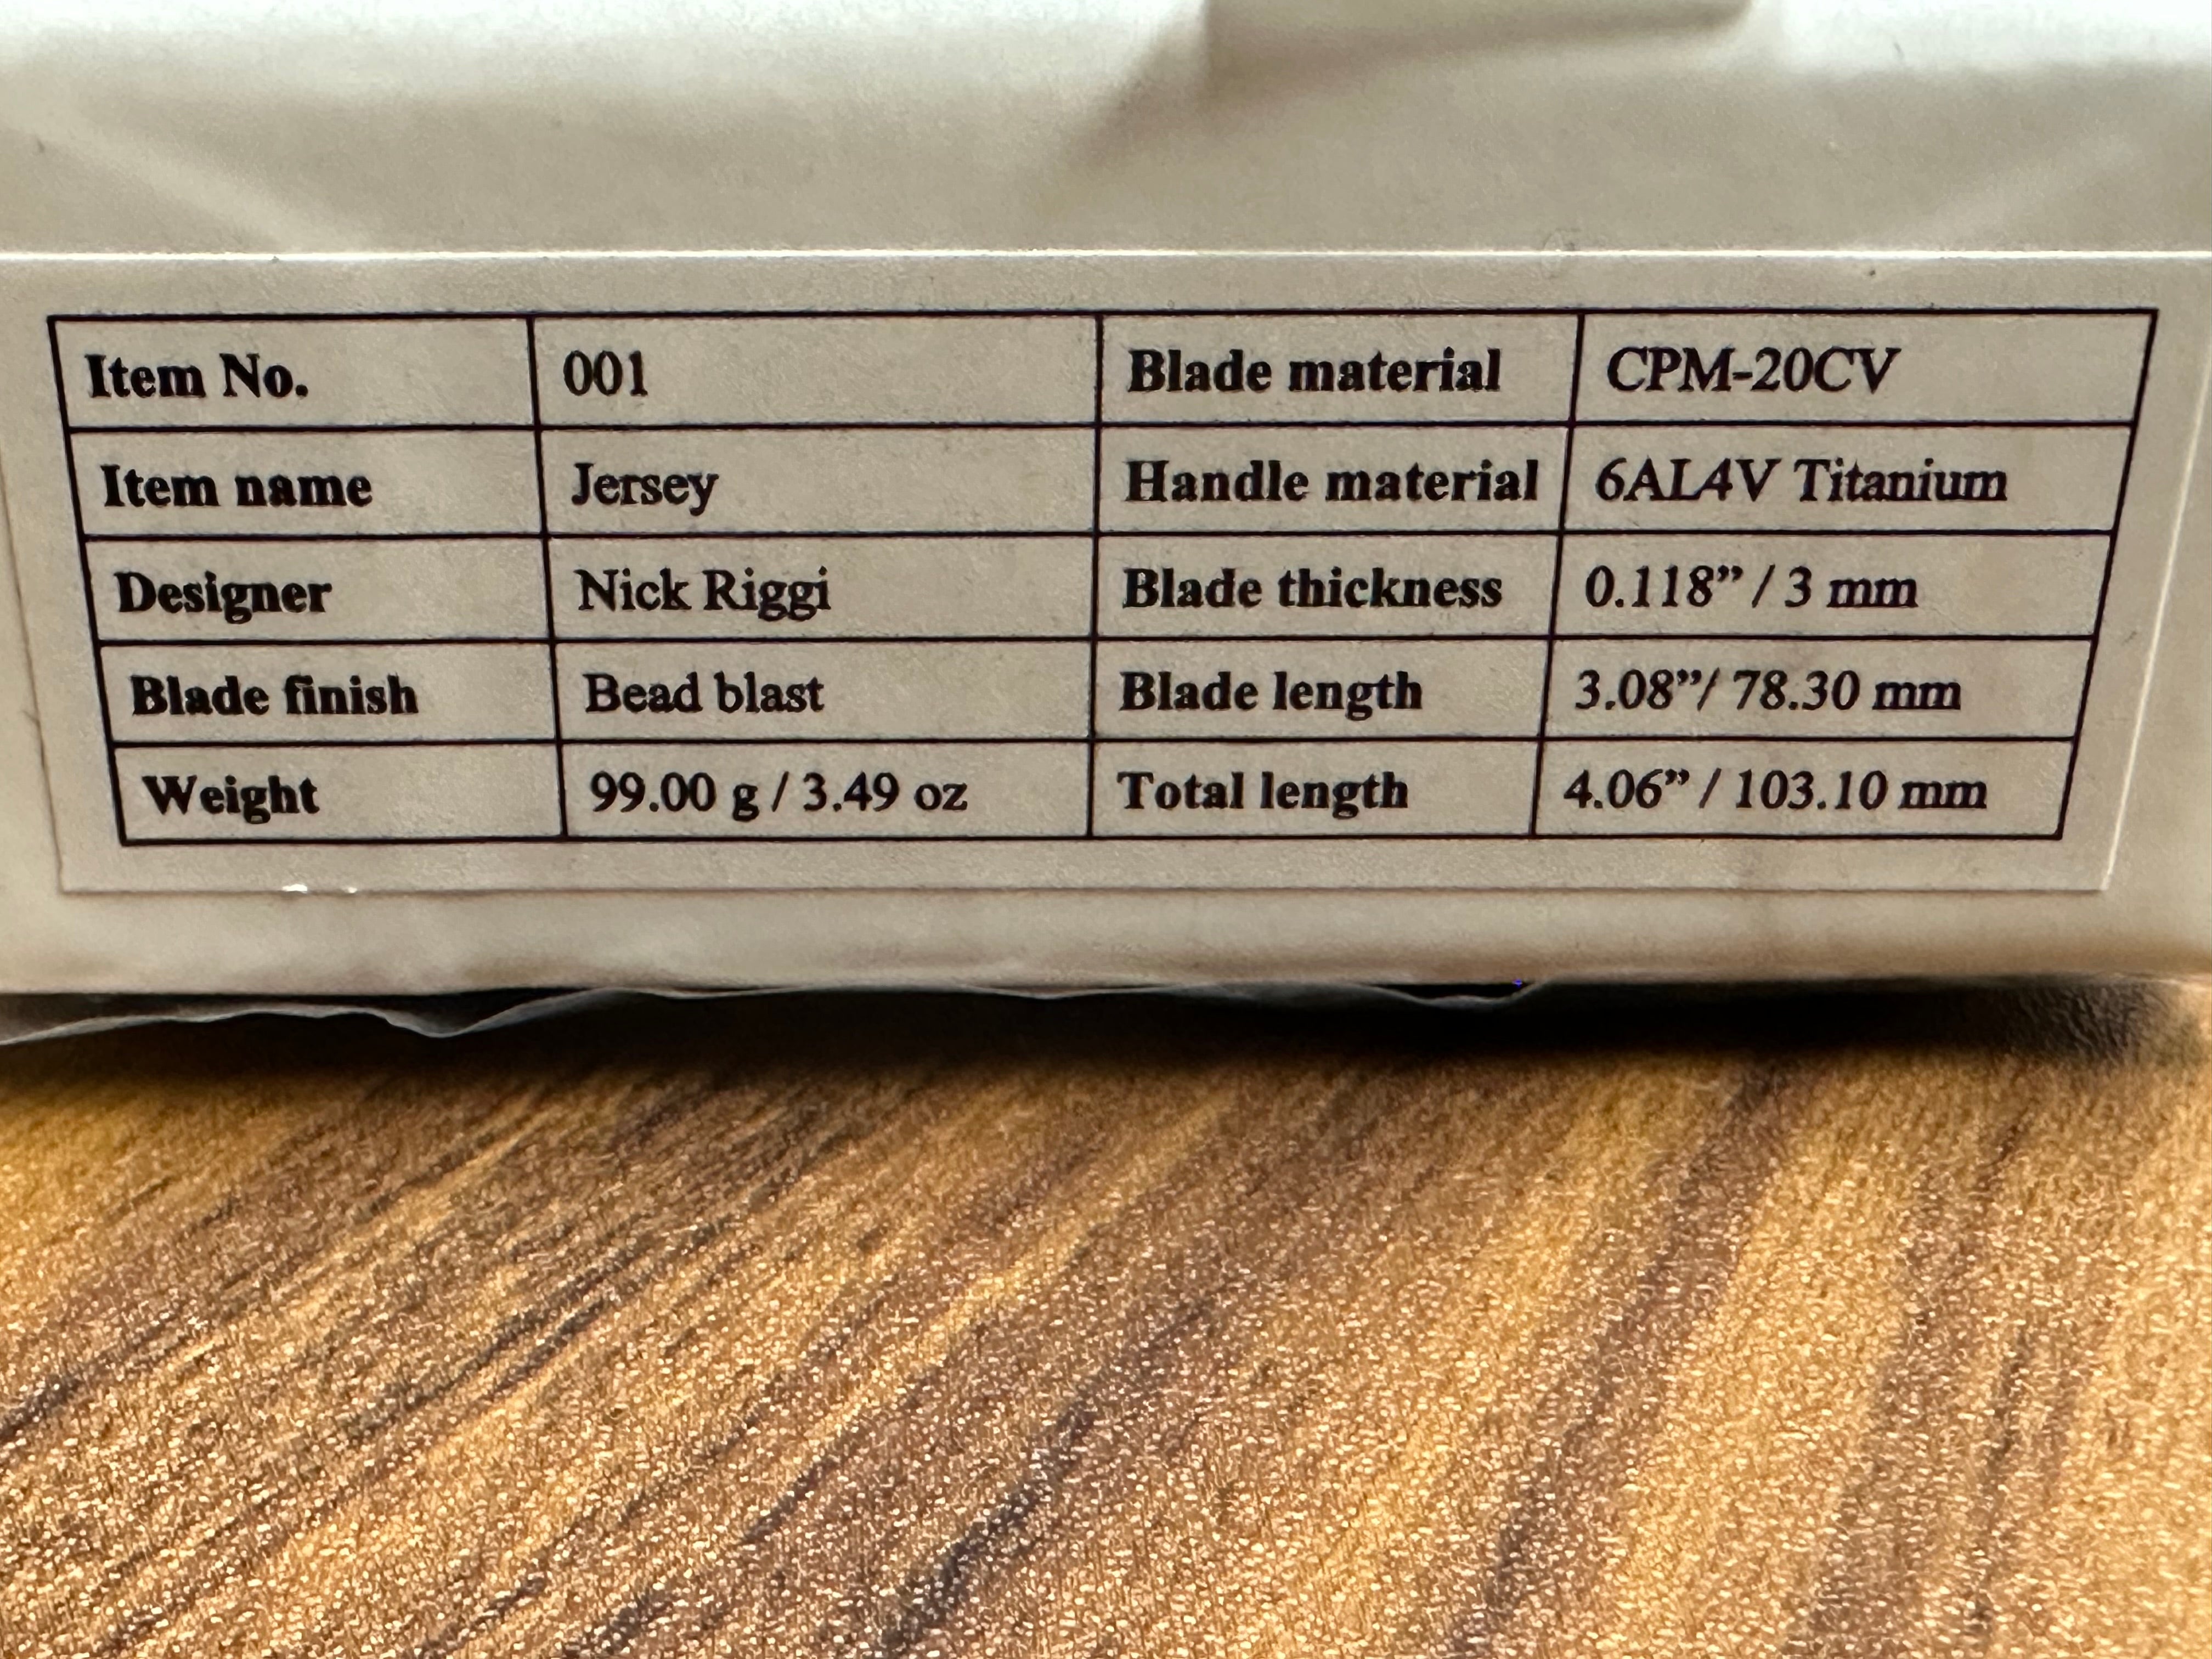 Item No. 001 Blade material CPM-20CV
Item name Jersey Handle material 6AL4V Titanium
Designer Nick Riggi Blade thickness 0.118” / 3 mm
Blade finish Bead blast Blade length 3.08”/ 78.30 mm
Weight 99.00 g / 3.49 oz Total length 4.06” / 103.10 mm